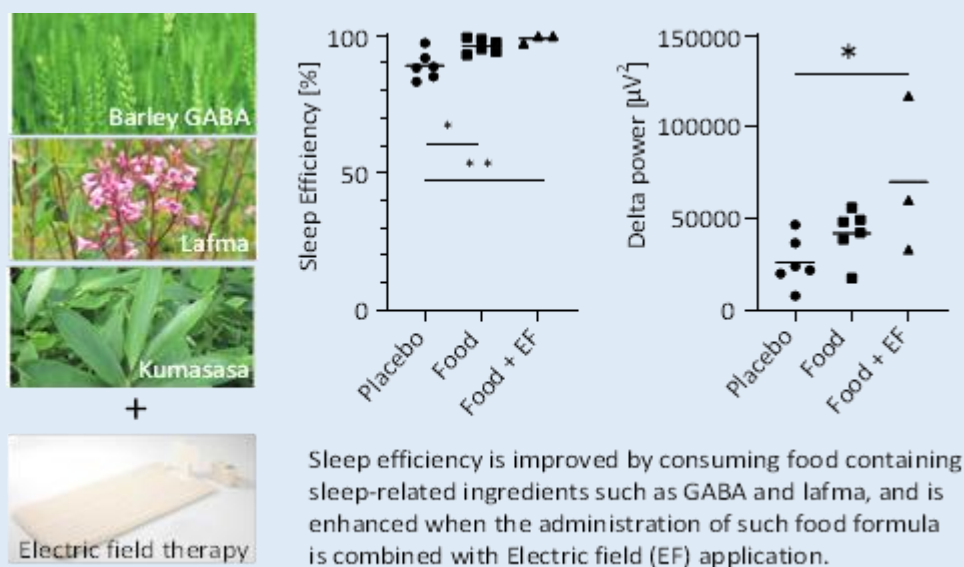 Barley GABA
Lafma
Kumasasa
+
Electric field therapy
Sleep Efficiency [%]
100
50
0
*
* *
Placebo
Food
Food + EF
Delta power [µV²]
150000
100000
50000
0
*
Placebo
Food
Food + EF
Sleep efficiency is improved by consuming food containing
sleep-related ingredients such as GABA and lafma, and is
enhanced when the administration of such food formula
is combined with Electric field (EF) application.